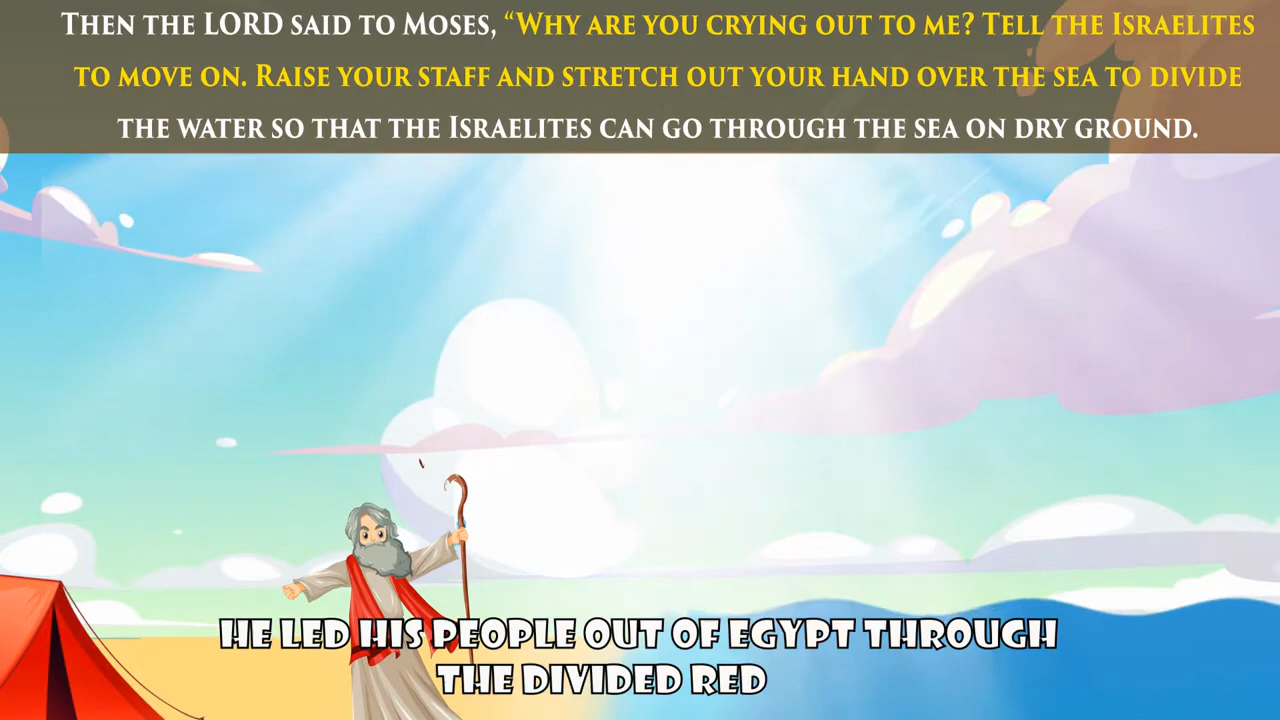 Then the LORD said to Moses, “Why are you crying out to me? Tell the Israelites
to move on. Raise your staff and stretch out your hand over the sea to divide
the water so that the Israelites can go through the sea on dry ground.
HE LED HIS PEOPLE OUT OF EGYPT THROUGH
THE DIVIDED RED